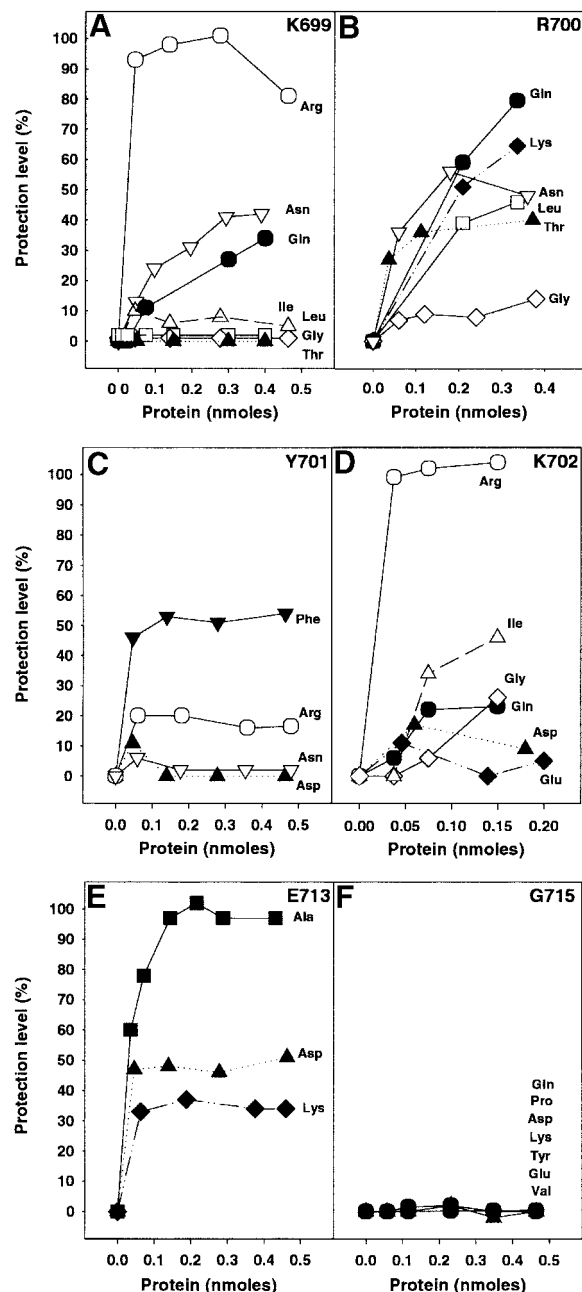 A K699
B R700
Protection level (%)
100
90
80
70
60
50
40
30
20
10
0
Arg
Asn
Gln
Ile
Leu
Gly
Thr
Gln
Lys
Asn
Leu
Thr
Gly
0.0 0.1 0.2 0.3 0.4 0.5
0.0 0.1 0.2 0.3 0.4
Protein (nmoles)
Protein (nmoles)
C Y701
D K702
Protection level (%)
100
90
80
70
60
50
40
30
20
10
0
Phe
Arg
Asn
Asp
Arg
Ile
Gly
Gln
Asp
Glu
0.0 0.1 0.2 0.3 0.4 0.5
0.00 0.05 0.10 0.15 0.20
Protein (nmoles)
Protein (nmoles)
E E713
F G715
Protection level (%)
100
90
80
70
60
50
40
30
20
10
0
Ala
Asp
Lys
Gln
Pro
Asp
Lys
Tyr
Glu
Val
0.0 0.1 0.2 0.3 0.4 0.5
0.0 0.1 0.2 0.3 0.4 0.5
Protein (nmoles)
Protein (nmoles)